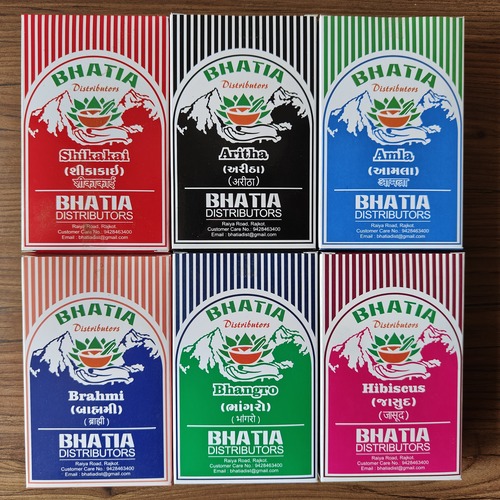 BHATIA
Distributors
Shikakai
(શીકાકાઈ)
शीकाकाई
BHATIA
DISTRIBUTORS
Raiya Road, Rajkot.
Customer Care No.: 9428463400
Email : bhatiadist@gmail.com
BHATIA
Distributors
Aritha
(અરીઠા)
(अरीठा)
BHATIA
DISTRIBUTORS
Raiya Road, Rajkot.
Customer Care No.: 9428463400
Email : bhatiadist@gmail.com
BHATIA
Distributors
Amla
(આમલા)
आमला
BHATIA
DISTRIBUTORS
Raiya Road, Rajkot.
Customer Care No.: 9428463400
Email : bhatiadist@gmail.com
BHATIA
Distributors
Brahmi
(બ્રાહ્મી)
(ब्राह्मी)
BHATIA
DISTRIBUTORS
Raiya Road, Rajkot.
Customer Care No.: 9428463400
Email : bhatiadist@gmail.com
BHATIA
Distributors
Bhangro
(ભાંગરો)
(भांगरो)
BHATIA
DISTRIBUTORS
Raiya Road, Rajkot.
Customer Care No.: 9428463400
Email : bhatiadist@gmail.com
BHATIA
Distributors
Hibiscus
(જાસુદ)
(जासूद)
BHATIA
DISTRIBUTORS
Raiya Road, Rajkot.
Customer Care No.: 9428463400
Email : bhatiadist@gmail.com